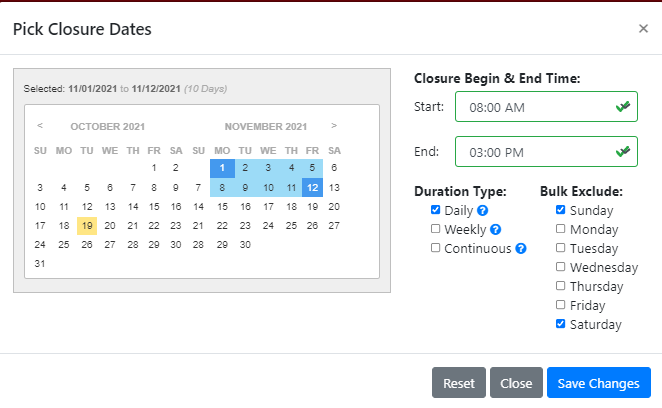 Pick Closure Dates ×
Selected: 11/01/2021 to 11/12/2021 (10 Days)
< OCTOBER 2021
SU MO TU WE TH FR SA
1 2
3 4 5 6 7 8 9
10 11 12 13 14 15 16
17 18 19 20 21 22 23
24 25 26 27 28 29 30
31
NOVEMBER 2021 >
SU MO TU WE TH FR SA
1 2 3 4 5 6
7 8 9 10 11 12 13
14 15 16 17 18 19 20
21 22 23 24 25 26 27
28 29 30
Closure Begin & End Time:
Start: 08:00 AM
End: 03:00 PM
Duration Type:
Daily ?
Weekly ?
Continuous ?
Bulk Exclude:
Sunday
Monday
Tuesday
Wednesday
Thursday
Friday
Saturday
Reset Close Save Changes